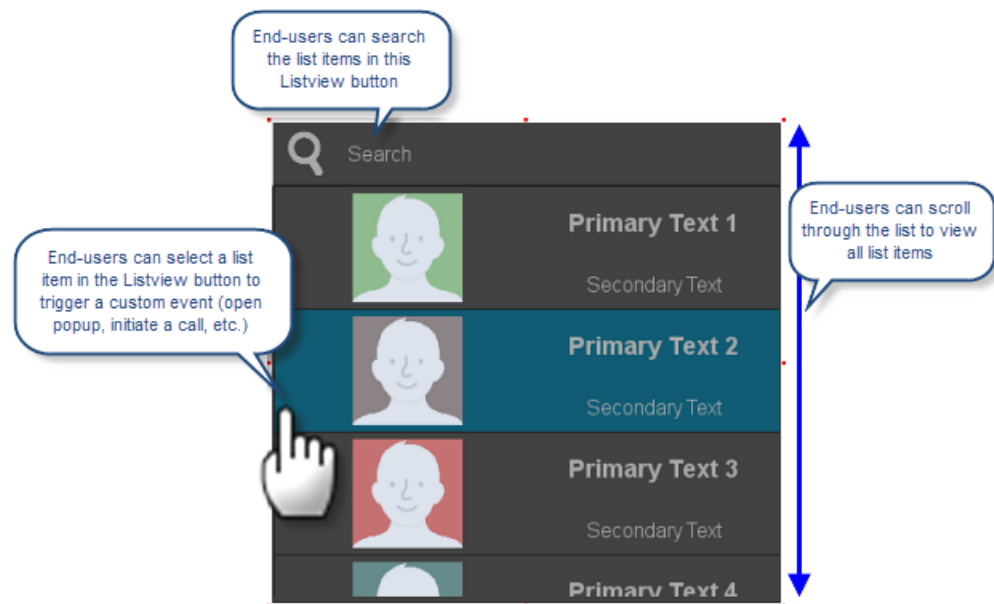 End-users can search
the list items in this
Listview button
Search
Primary Text 1
Secondary Text
End-users can scroll
through the list to view
all list items
End-users can select a list
item in the Listview button to
trigger a custom event (open
popup, initiate a call, etc.)
Primary Text 2
Secondary Text
Primary Text 3
Secondary Text
Primary Text 4